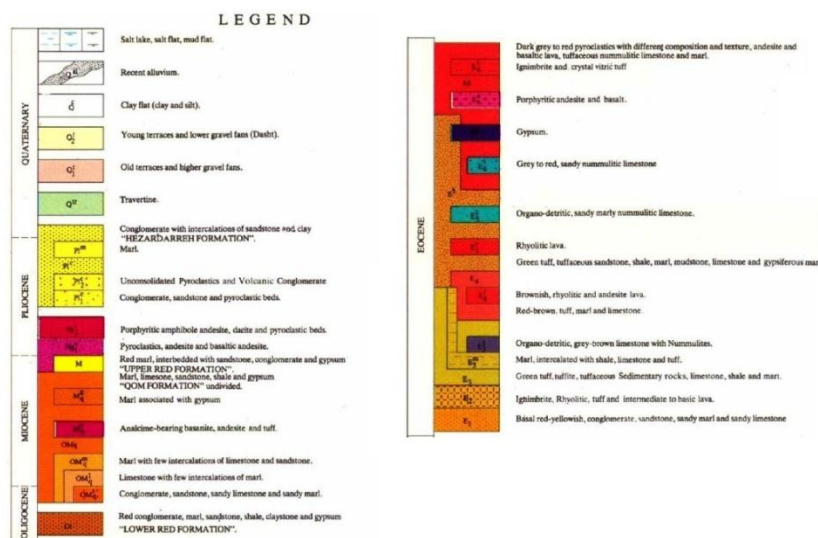 LEGEND
QUATERNARY
Salt lake, salt flat, mud flat.
Recent alluvium.
Clay flat (clay and silt).
Young terraces and lower gravel fans (Dasht).
Old terraces and higher gravel fans.
Travertine.
Conglomerate with intercalations of sandstone and clay
"HEZARDARREH FORMATION".
PLIOCENE
Marl.
Unconsolidated Pyroclastics and Volcanic Conglomerate
Conglomerate, sandstone and pyroclastic beds.
Porphyritic amphibole andesite, dacite and pyroclastic beds.
Pyroclastics, andesite and basaltic andesite.
MIOCENE
M
Red marl, interbedded with sandstone, conglomerate and gypsum
"UPPER RED FORMATION".
Marl, limesone, sandstone, shale and gypsum
"QOM FORMATION" undivided.
Marl associated with gypsum
Analcime-bearing basanite, andesite and tuff.
Marl with few intercalations of limestone and sandstone.
Limestone with few intercalations of marl.
Conglomerate, sandstone, sandy limestone and sandy marl.
OLIGOCENE
Red conglomerate, marl, sandstone, shale, claystone and gypsum
"LOWER RED FORMATION".
EOCENE
Dark grey to red pyroclastics with different composition and texture, andesite and
basaltic lava, tuffaceous nummulitic limestone and marl.
Ignimbrite and crystal vitric tuff
Porphyritic andesite and basalt.
Gypsum.
Grey to red, sandy nummulitic limestone
Organo-detritic, sandy marly nummulitic limestone.
Rhyolitic lava.
Green tuff, tuffaceous sandstone, shale, marl, mudstone, limestone and gypsiferous mar
Brownish, rhyolitic and andesite lava.
Red-brown, tuff, marl and limestone.
Organo-detritic, grey-brown limestone with Nummulites.
Marl, intercalated with shale, limestone and tuff.
Green tuff, tuffite, tuffaceous Sedimentary rocks, limestone, shale and mart.
Ignimbrite, Rhyolitic, tuff and intermediate to basic lava.
Basal red-yellowish, conglomerate, sandstone, sandy marl and sandy limestone